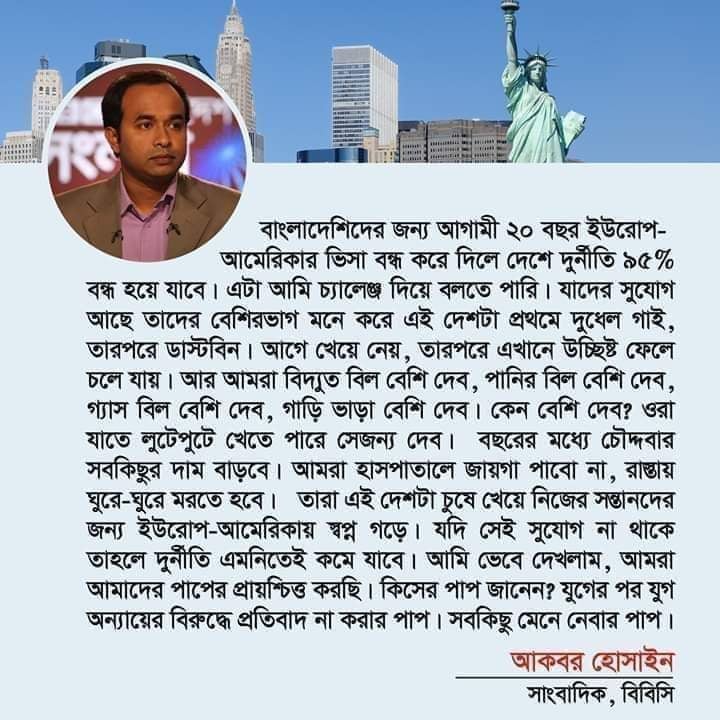 বাংলাদেশিদের জন্য আগামী ২০ বছর ইউরোপ-
আমেরিকার ভিসা বন্ধ করে দিলে দেশে দুর্নীতি ৯৫%
বন্ধ হয়ে যাবে। এটা আমি চ্যালেঞ্জ দিয়ে বলতে পারি। যাদের সুযোগ
আছে তাদের বেশিরভাগ মনে করে এই দেশটা প্রথমে দুধেল গাই,
তারপরে ডাস্টবিন। আগে খেয়ে নেয়, তারপরে এখানে উচ্ছিষ্ট ফেলে
চলে যায়। আর আমরা বিদ্যুত বিল বেশি দেব, পানির বিল বেশি দেব,
গ্যাস বিল বেশি দেব, গাড়ি ভাড়া বেশি দেব। কেন বেশি দেব? ওরা
যাতে লুটেপুটে খেতে পারে সেজন্য দেব। বছরের মধ্যে চৌদ্দবার
সবকিছুর দাম বাড়বে। আমরা হাসপাতালে জায়গা পাবো না, রাস্তায়
ঘুরে-ঘুরে মরতে হবে। তারা এই দেশটা চুষে খেয়ে নিজের সন্তানদের
জন্য ইউরোপ-আমেরিকায় স্বপ্ন গড়ে। যদি সেই সুযোগ না থাকে
তাহলে দুর্নীতি এমনিতেই কমে যাবে। আমি ভেবে দেখলাম, আমরা
আমাদের পাপের প্রায়শ্চিত্ত করছি। কিসের পাপ জানেন? যুগের পর যুগ
অন্যায়ের বিরুদ্ধে প্রতিবাদ না করার পাপ। সবকিছু মেনে নেবার পাপ।
আকবর হোসাইন
সাংবাদিক, বিবিসি